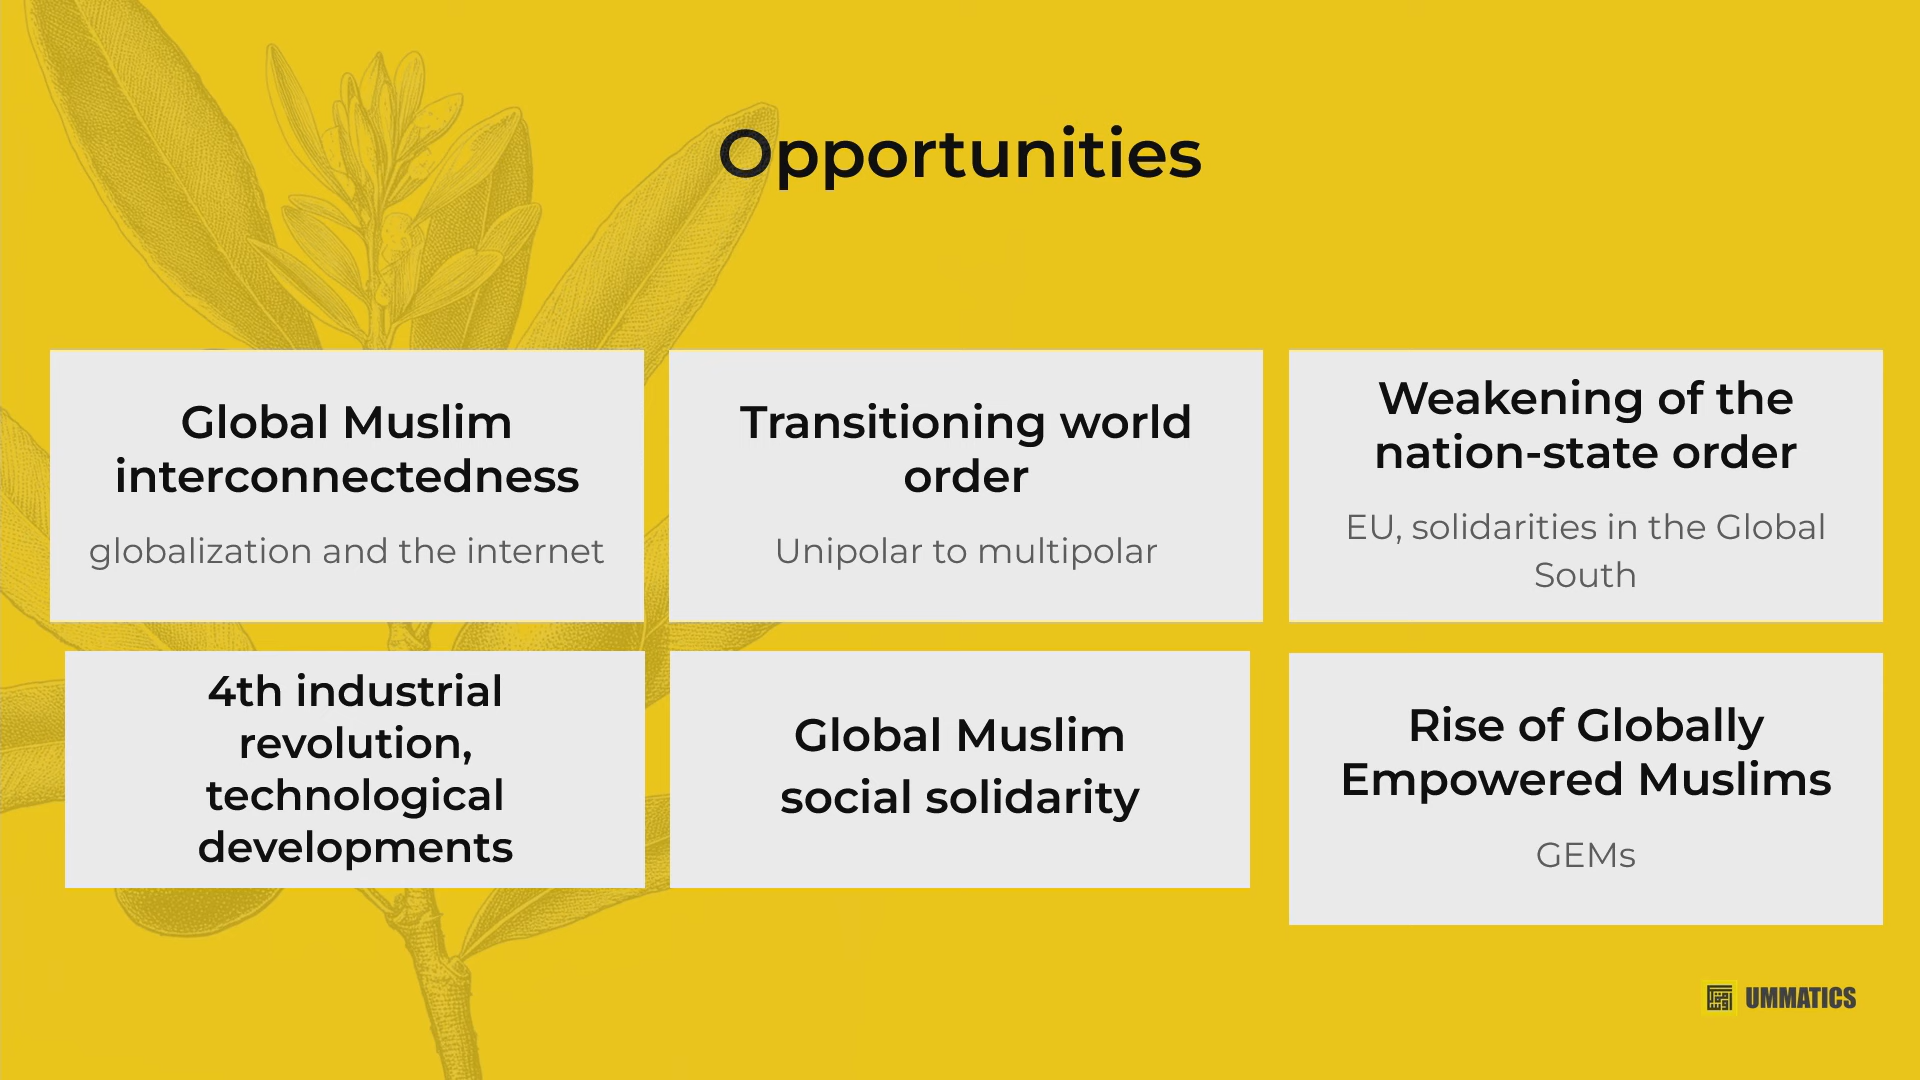 Opportunities
Global Muslim
interconnectedness
globalization and the internet
Transitioning world
order
Unipolar to multipolar
Weakening of the
nation-state order
EU, solidarities in the Global
South
4th industrial
revolution,
technological
developments
Global Muslim
social solidarity
Rise of Globally
Empowered Muslims
GEMs
UMMATICS